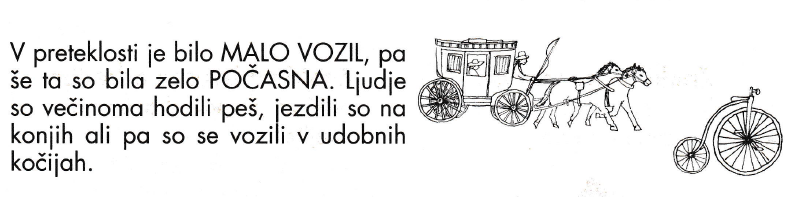 V preteklosti je bilo MALO VOZIL, pa
še ta so bila zelo POČASNA. Ljudje
so večinoma hodili peš, jezdili so na
konjih ali pa so se vozili v udobnih
kočijah.